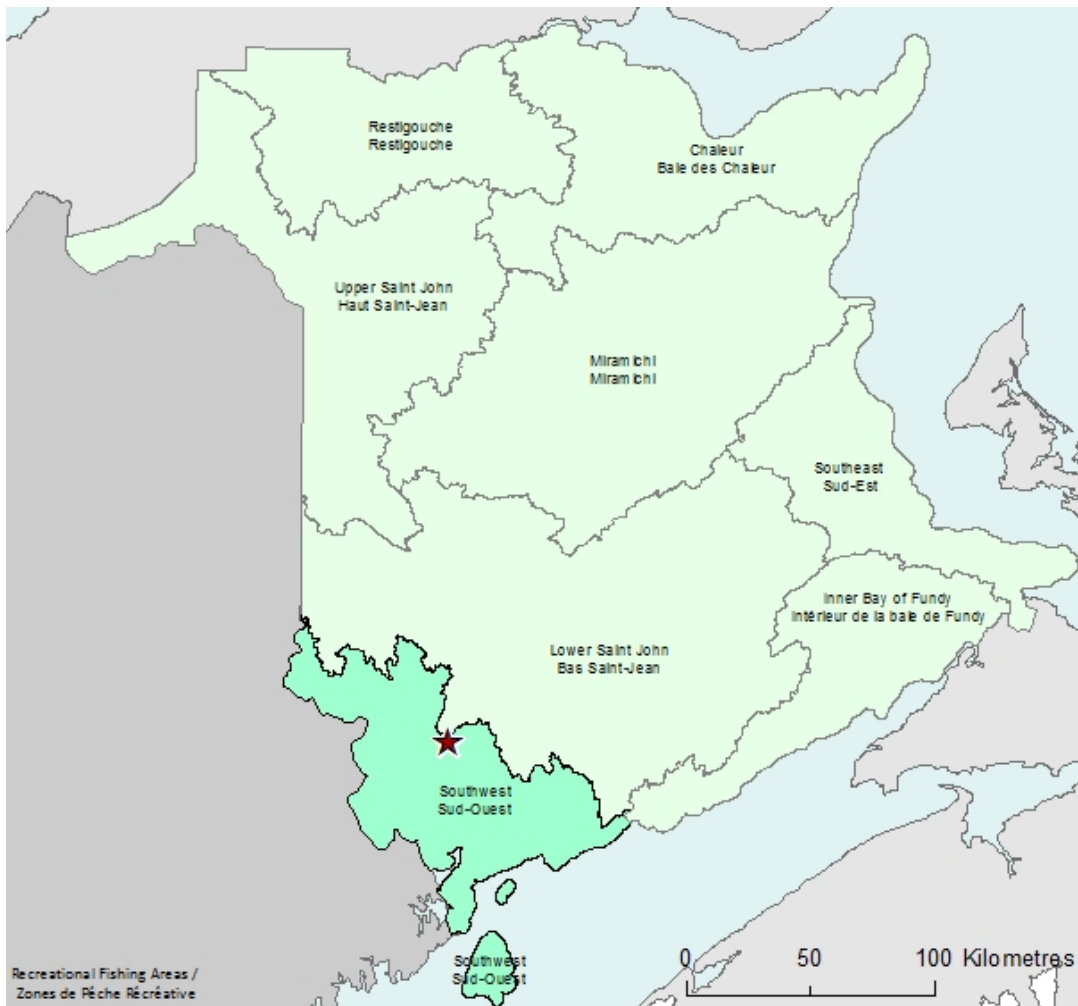 Restigouche
Restigouche
Chaleur
Baie des Chaleur
Upper Saint John
Haut Saint-Jean
Miramichi
Miramichi
Southeast
Sud-Est
Inner Bay of Fundy
Intérieur de la baie de Fundy
Lower Saint John
Bas Saint-Jean
Southwest
Sud-Ouest
Southwest
Sud-Ouest
0 50 100 Kilometres
Recreational Fishing Areas /
Zones de Pêche Récréative